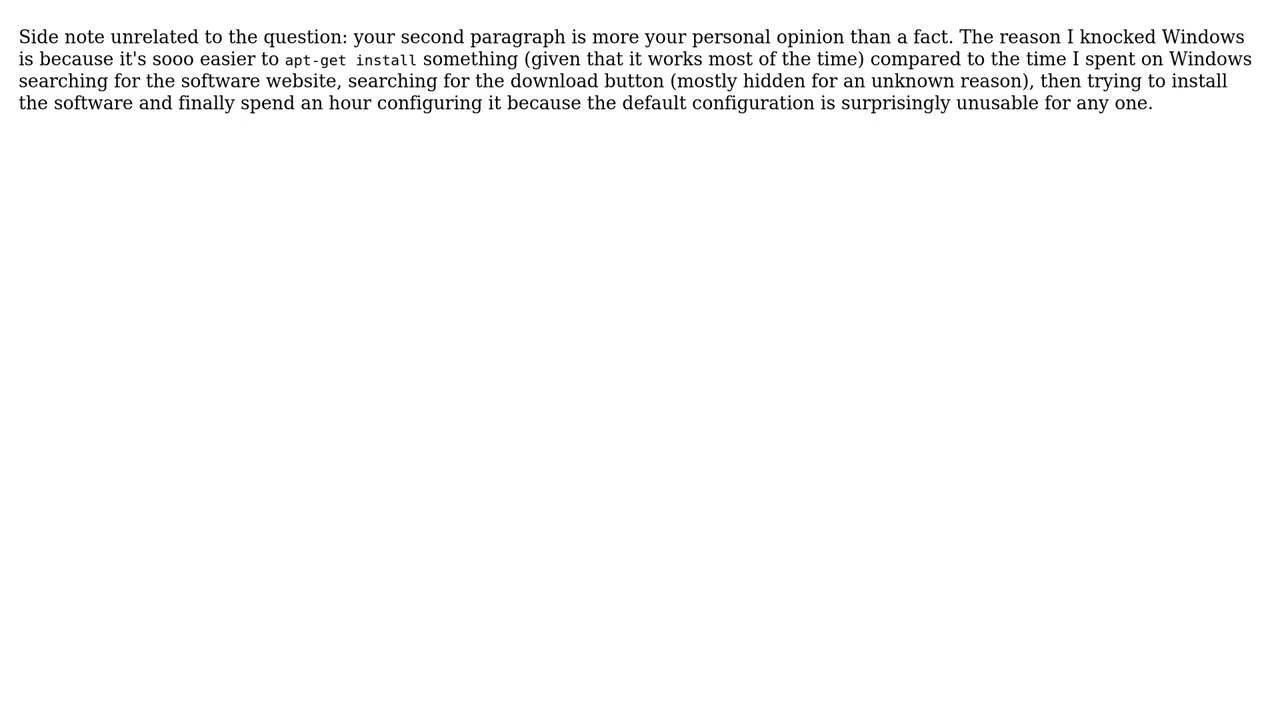 Side note unrelated to the question: your second paragraph is more your personal opinion than a fact. The reason I knocked Windows
is because it's sooo easier to apt-get install something (given that it works most of the time) compared to the time I spent on Windows
searching for the software website, searching for the download button (mostly hidden for an unknown reason), then trying to install
the software and finally spend an hour configuring it because the default configuration is surprisingly unusable for any one.